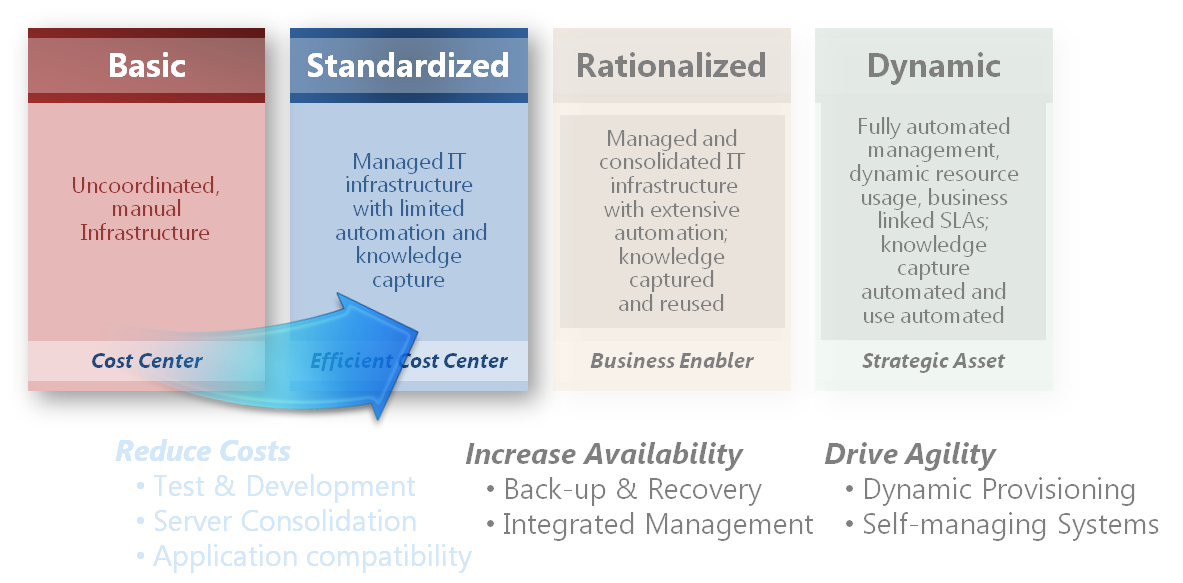 Basic
Uncoordinated,
manual
Infrastructure
Cost Center
Standardized
Managed IT
infrastructure
with limited
automation and
knowledge
capture
Efficient Cost Center
Rationalized
Managed and
consolidated IT
infrastructure
with extensive
automation;
knowledge
captured
and reused
Business Enabler
Dynamic
Fully automated
management,
dynamic resource
usage, business
linked SLAs;
knowledge
capture
automated and
use automated
Strategic Asset
Reduce Costs
• Test & Development
• Server Consolidation
• Application compatibility
Increase Availability
• Back-up & Recovery
• Integrated Management
Drive Agility
• Dynamic Provisioning
• Self-managing Systems